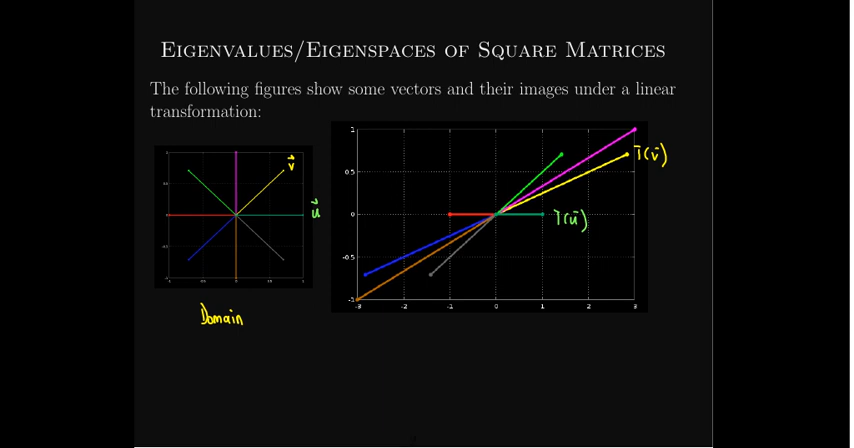 Eigenvalues/Eigenspaces of Square Matrices
The following figures show some vectors and their images under a linear
transformation:
v
u
Domain
1
0.5
0
-0.5
-1
-3
-2
-1
0
1
2
3
T(v)
T(u)